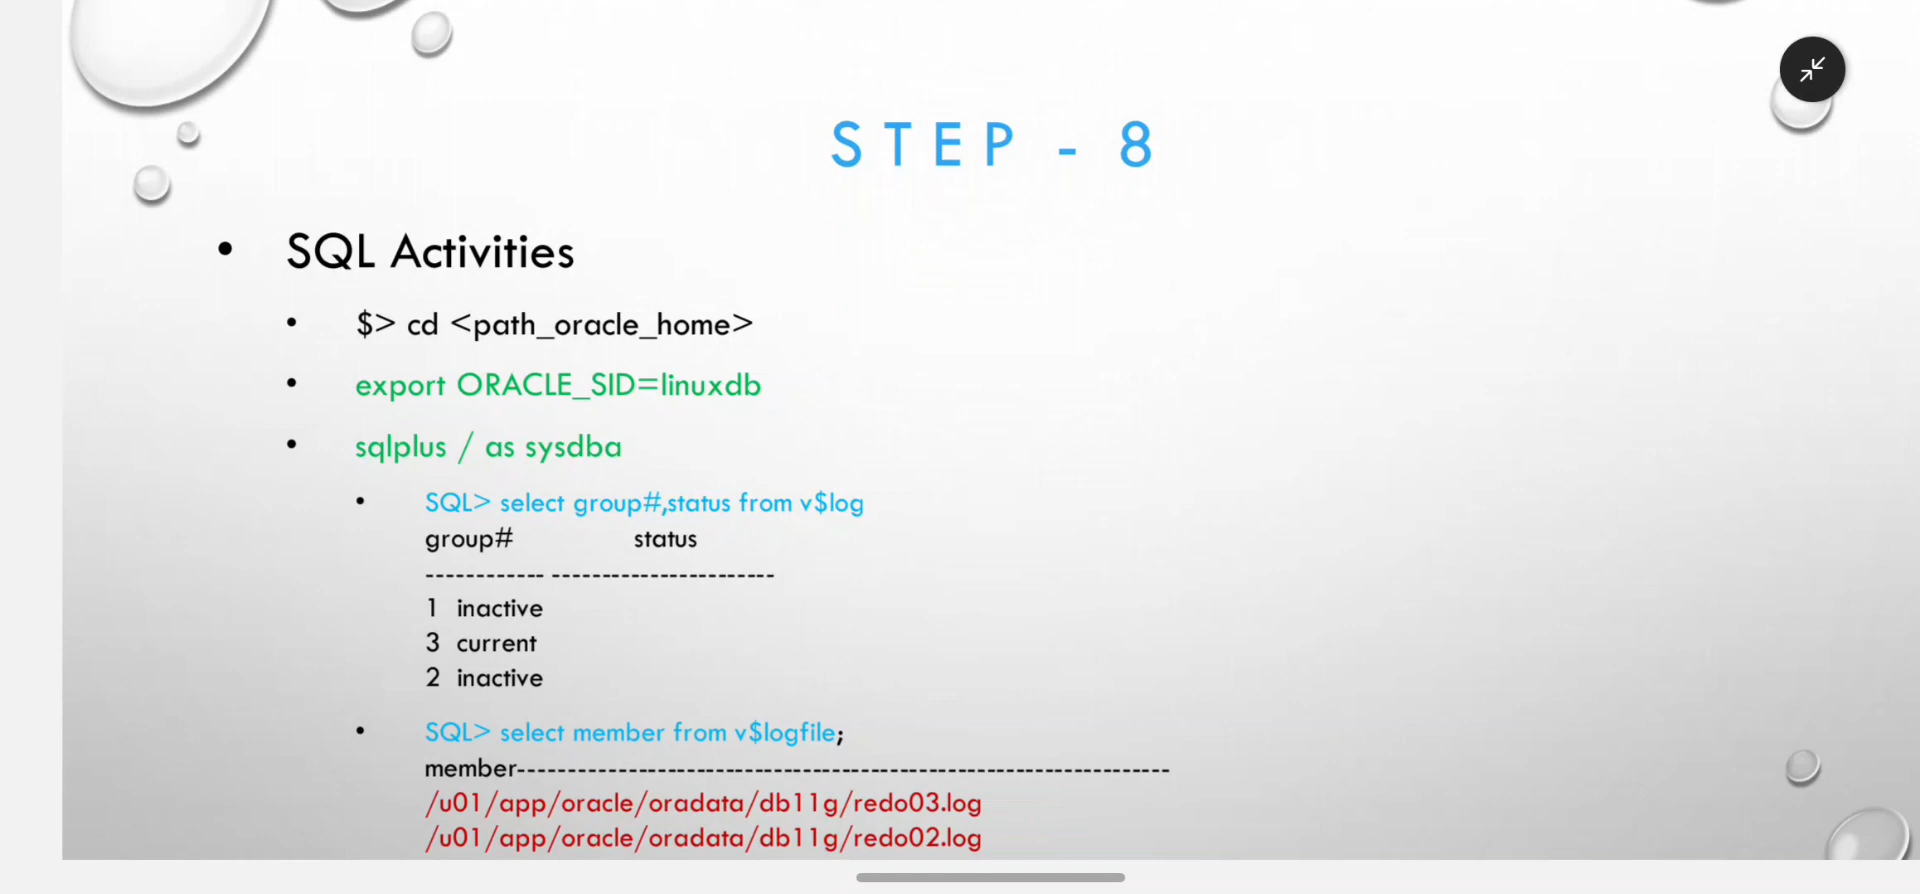 STEP - 8
• SQL Activities
• $> cd <path_oracle_home>
• export ORACLE_SID=linuxdb
• sqlplus / as sysdba
• SQL> select group#,status from v$log
group# status
------------ ----------------------
1 inactive
3 current
2 inactive
• SQL> select member from v$logfile;
member-----------------------------------------------------------------
/u01/app/oracle/oradata/db11g/redo03.log
/u01/app/oracle/oradata/db11g/redo02.log